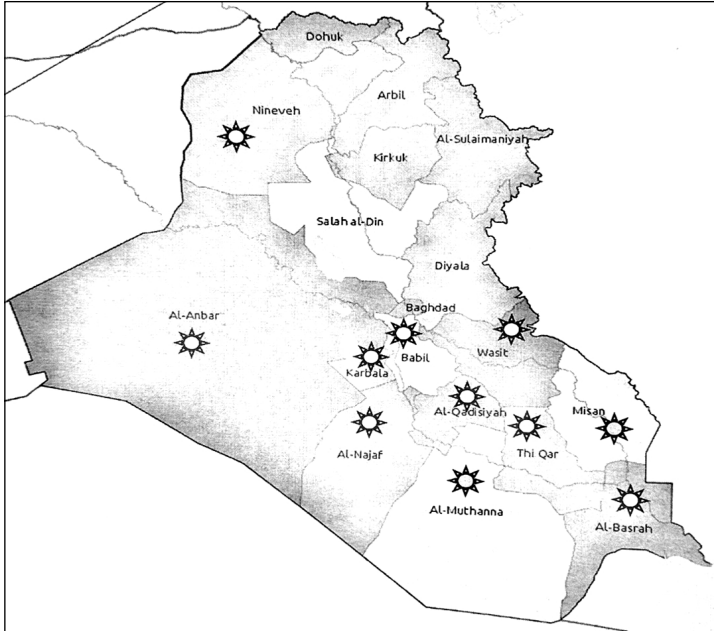 Dohuk
Arbil
Nineveh
Al-Sulaimaniyah
Kirkuk
Salah al-Din
Diyala
Baghdad
Al-Anbar
Wasit
Babil
Karbala
Al-Qadisiyah
Misan
Al-Najaf
Thi Qar
Al-Muthanna
Al-Basrah